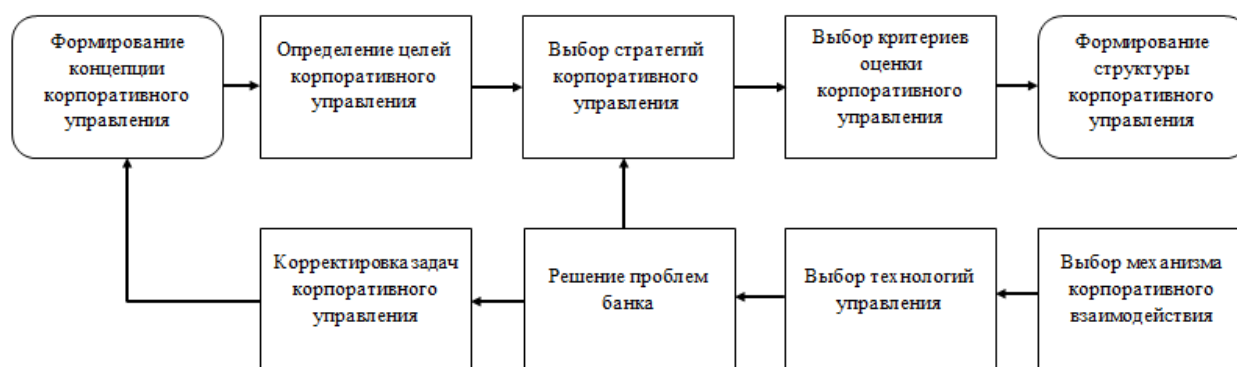 Формирование
концепции
корпоративного
управления
Определение целей
корпоративного
управления
Выбор стратегий
корпоративного
управления
Выбор критериев
оценки
корпоративного
управления
Формирование
структуры
корпоративного
управления
Корректировка задач
корпоративного
управления
Решение проблем
банка
Выбор технологий
управления
Выбор механизма
корпоративного
взаимодействия